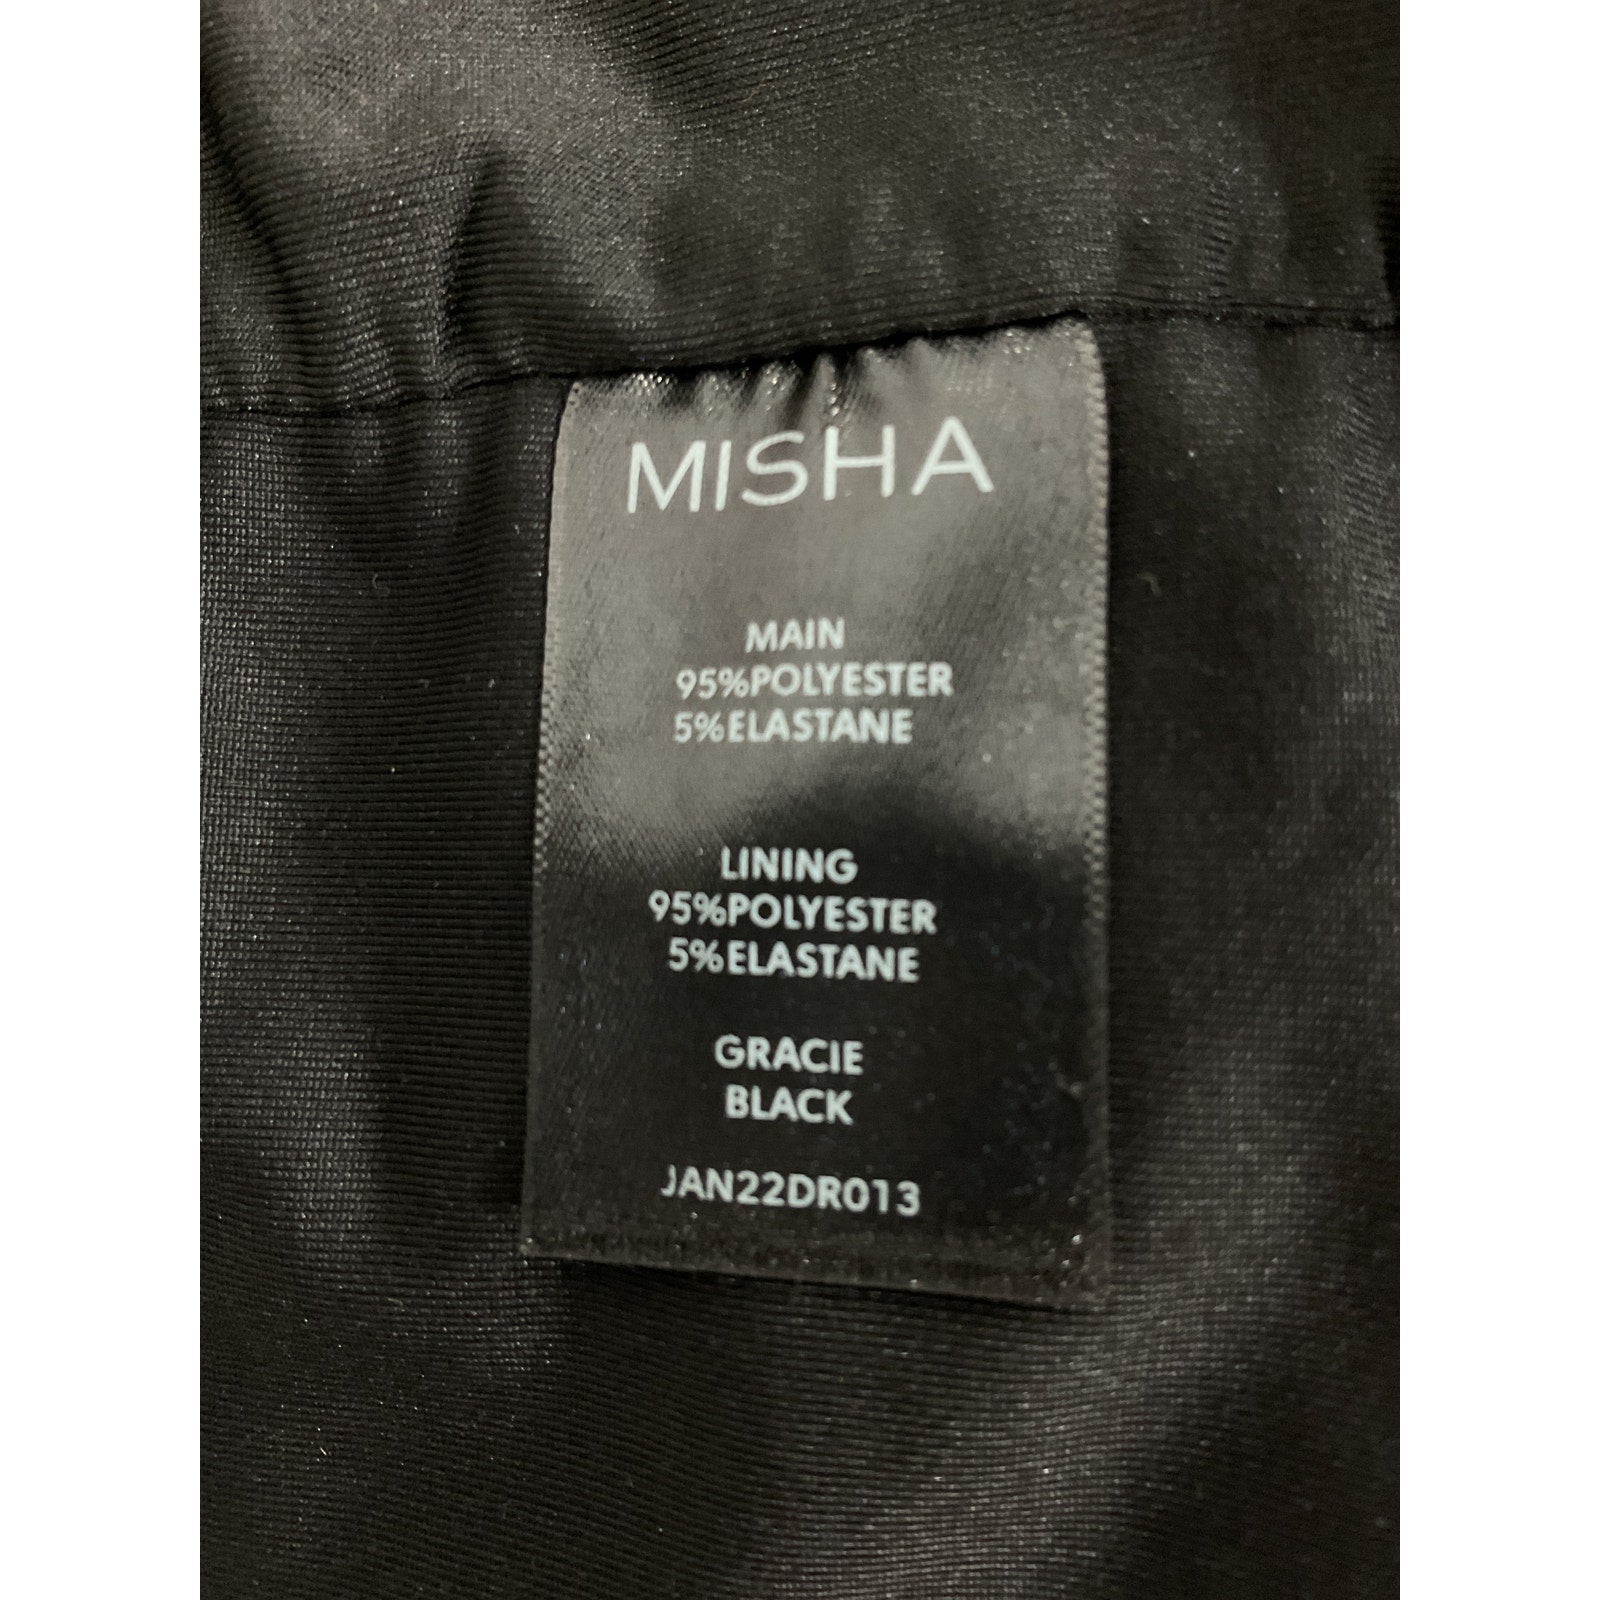 MISHA
MAIN
95%POLYESTER
5%ELASTANE
LINING
95%POLYESTER
5%ELASTANE
GRACIE
BLACK
JAN22DR013